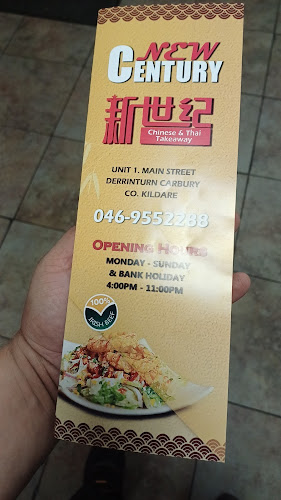 NEW
CENTURY
新世纪
Chinese & Thai
Takeaway
UNIT 1. MAIN STREET
DERRINTURN CARBURY
CO. KILDARE
046-9552288
OPENING HOURS
MONDAY - SUNDAY
& BANK HOLIDAY
4:00PM - 11:00PM
100%
IRISH BEEF